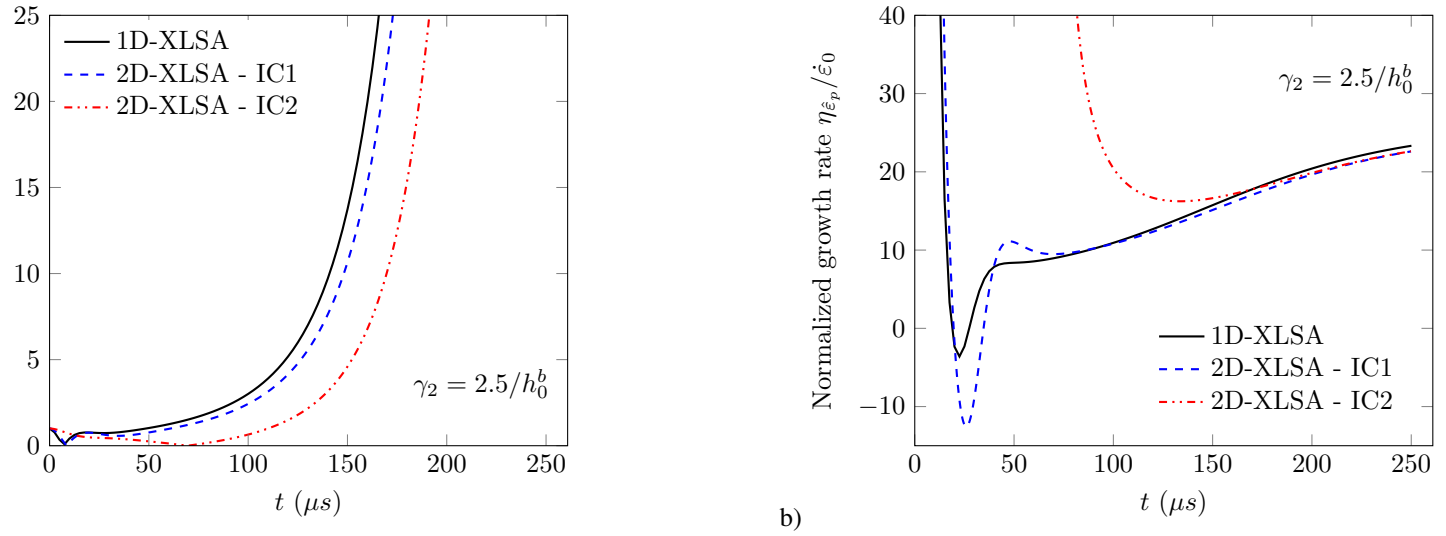 25
20
15
10
5
0
0 50 100 150 200 250
t (μs)
1D-XLSA
2D-XLSA - IC1
2D-XLSA - IC2
γ₂ = 2.5/h₀ᵇ
b)
Normalized growth rate η_{ε̂_p}/ε̇₀
40
30
20
10
0
−10
0 50 100 150 200 250
t (μs)
γ₂ = 2.5/h₀ᵇ
1D-XLSA
2D-XLSA - IC1
2D-XLSA - IC2